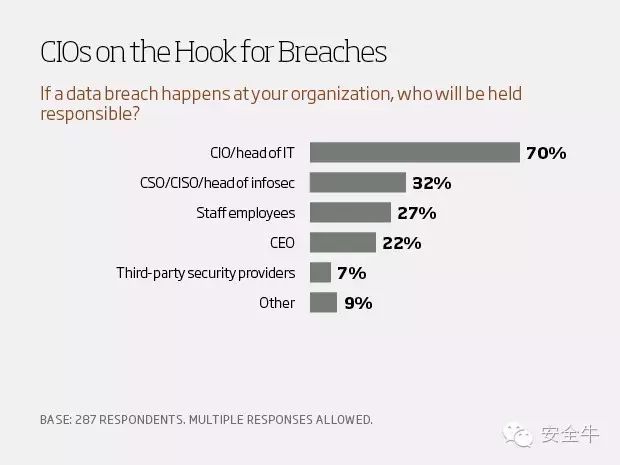 CIOs on the Hook for Breaches
If a data breach happens at your organization, who will be held
responsible?
CIO/head of IT 70%
CSO/CISO/head of infosec 32%
Staff employees 27%
CEO 22%
Third-party security providers 7%
Other 9%
BASE: 287 RESPONDENTS. MULTIPLE RESPONSES ALLOWED.
安全牛